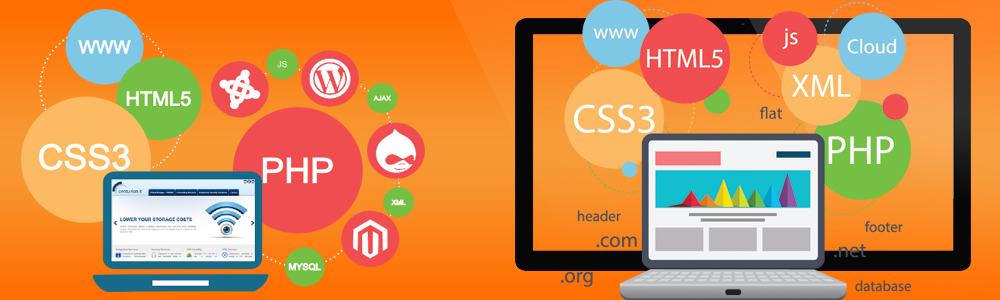 www
HTML5
CSS3
JS
AJAX
PHP
XML
MYSQL
LOWER YOUR STORAGE COSTS
www
HTML5
CSS3
js
Cloud
XML
flat
PHP
header
.com
.org
footer
.net
database